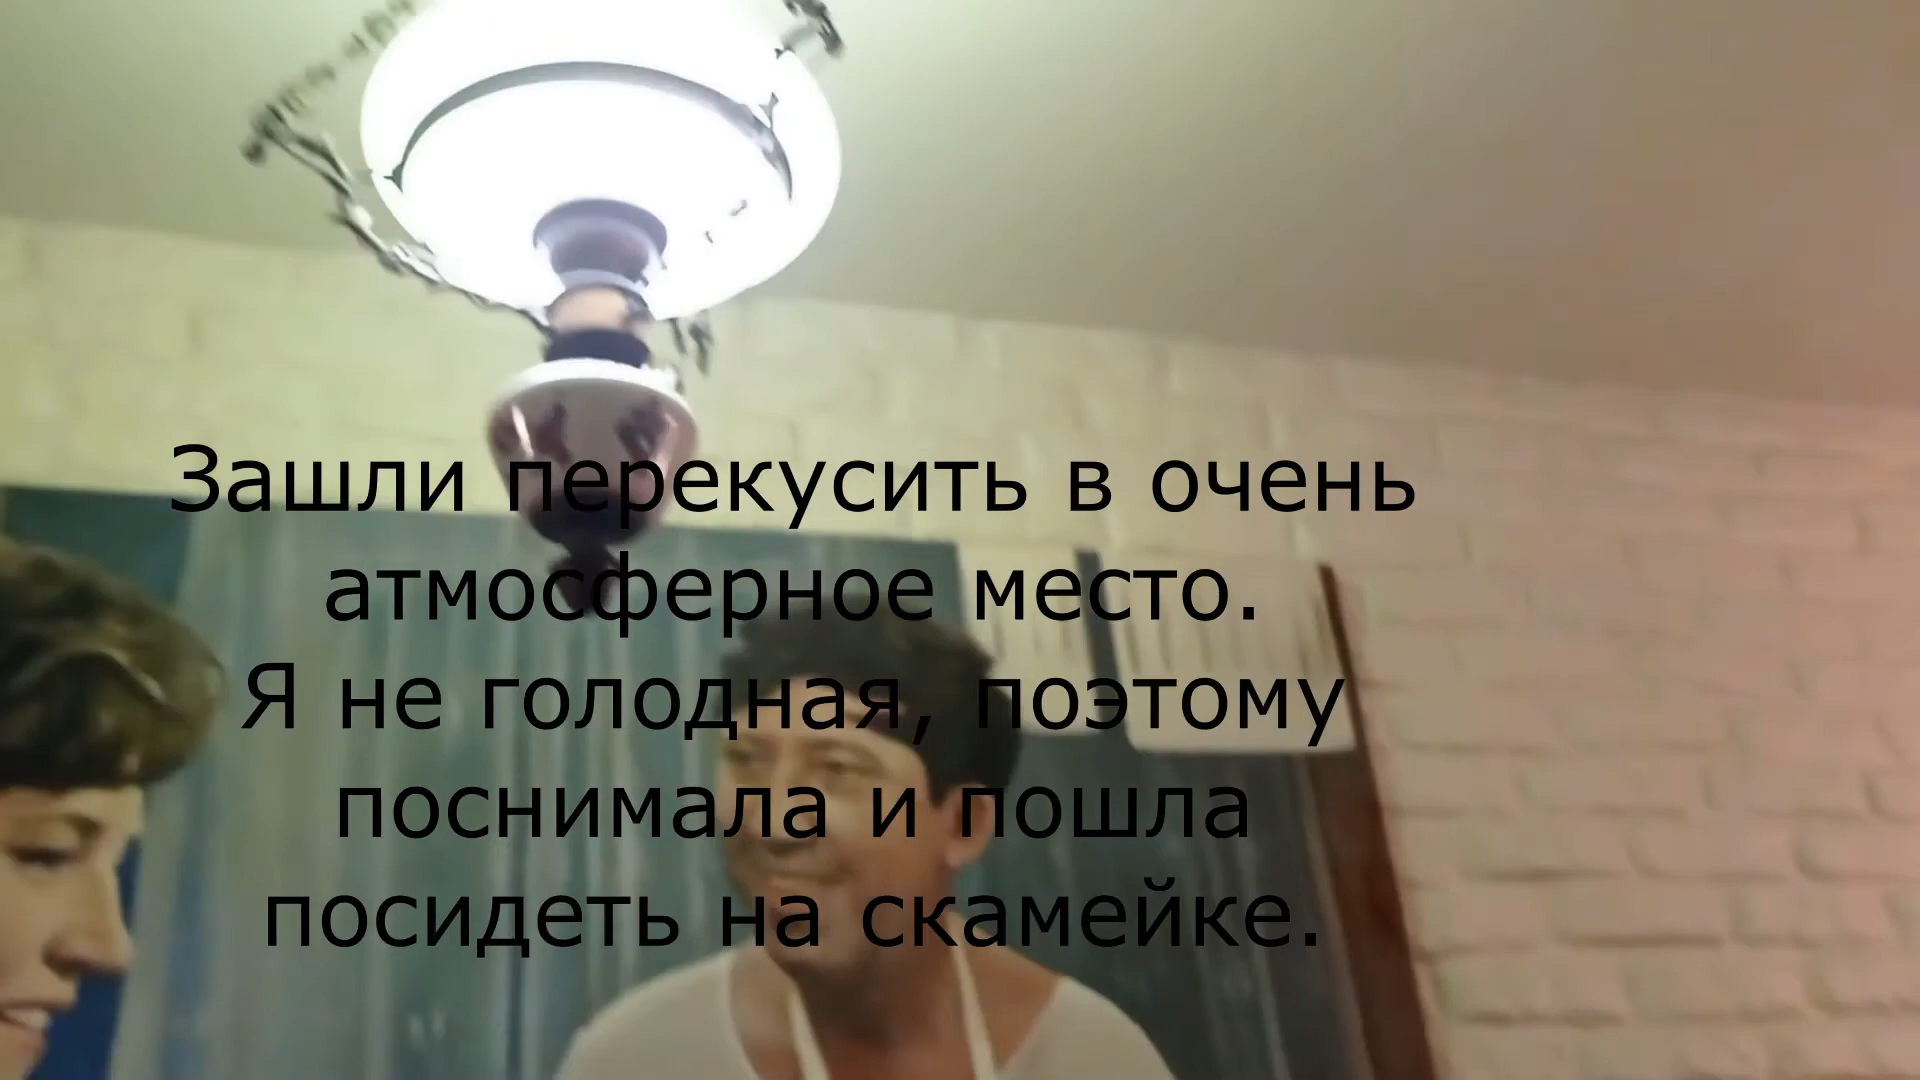 Зашли перекусить в очень
атмосферное место.
Я не голодная, поэтому
поснимала и пошла
посидеть на скамейке.